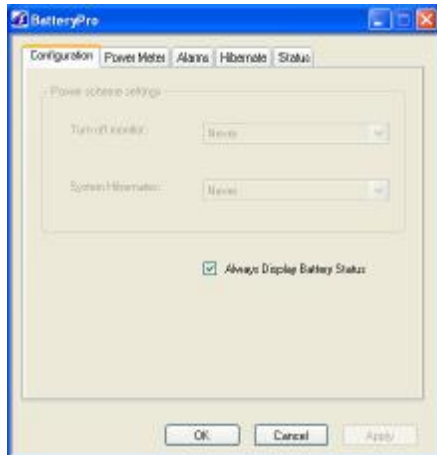 BatteryPro
Configuration Power Meter Alarms Hibernate Status
Power scheme settings
Turn off monitor: Never
System Hibernates: Never
Always Display Battery Status
OK Cancel Apply